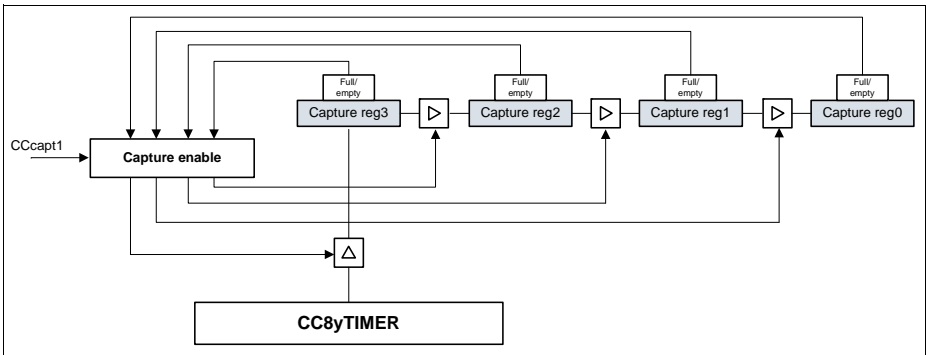 Full/
empty
Full/
empty
Full/
empty
Full/
empty
Capture reg3
Capture reg2
Capture reg1
Capture reg0
CCcapt1
Capture enable
CC8yTIMER